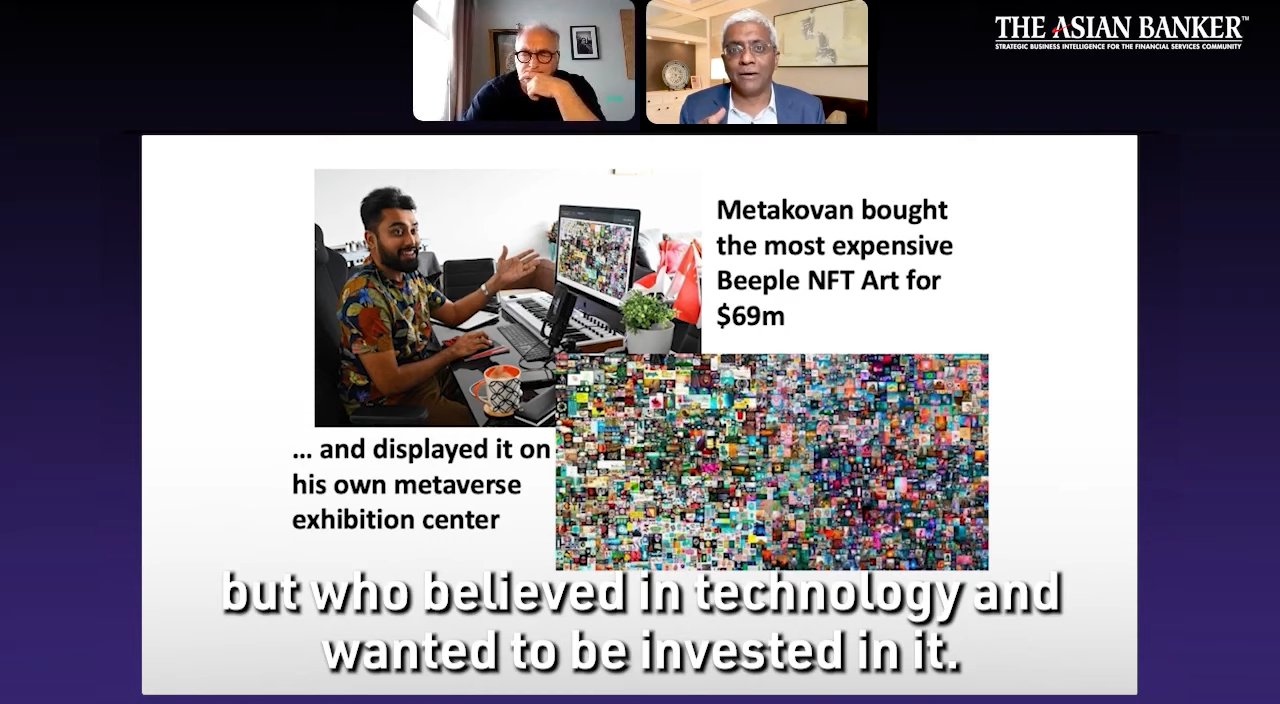 THE ASIAN BANKER™
STRATEGIC BUSINESS INTELLIGENCE FOR THE FINANCIAL SERVICES COMMUNITY
Metakovan bought
the most expensive
Beeple NFT Art for
$69m
... and displayed it on
his own metaverse
exhibition center
but who believed in technology and
wanted to be invested in it.